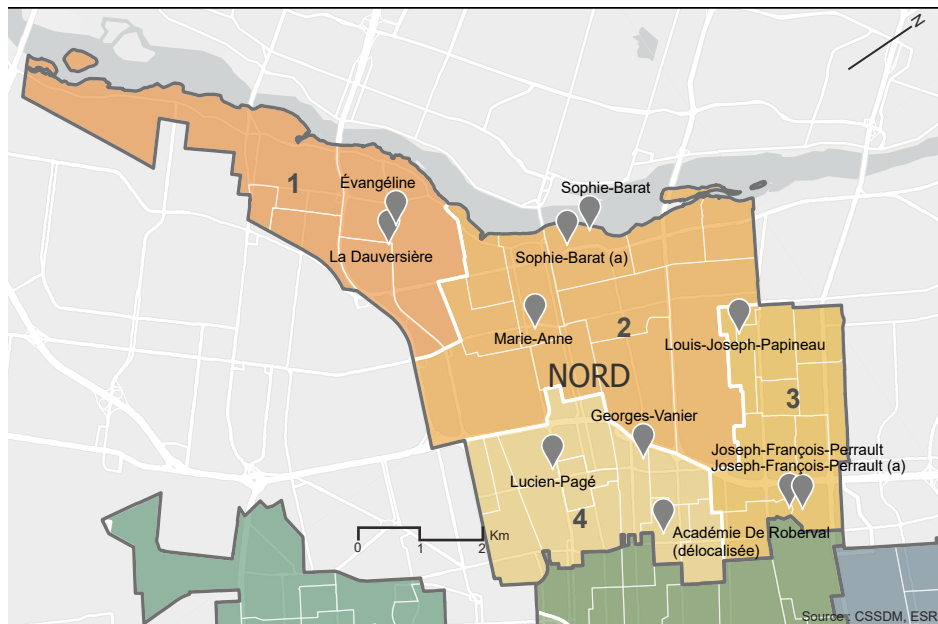 N
1
Évangéline
Sophie-Barat
La Dauversière
Sophie-Barat (a)
Marie-Anne
2
Louis-Joseph-Papineau
NORD
3
Georges-Vanier
Joseph-François-Perrault
Joseph-François-Perrault (a)
Lucien-Pagé
4
Académie De Roberval
(délocalisée)
0 1 2 Km
Source : CSSDM, ESR